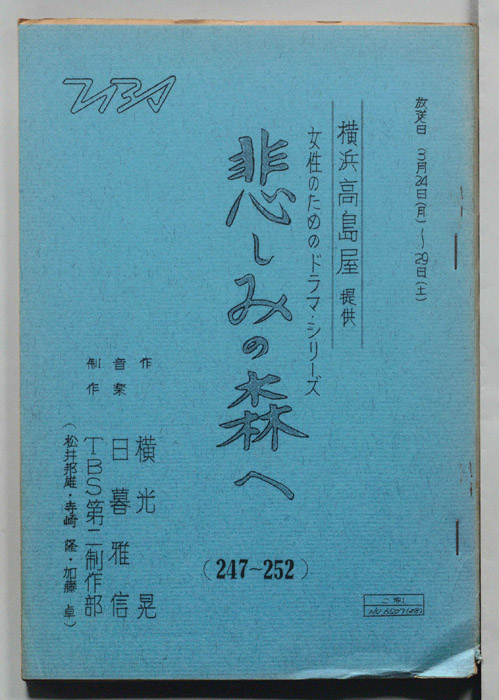 放送日 3月24日(月)～29日(土)
横浜高島屋 提供
女性のためのドラマ・シリーズ
悲しみの森へ
(247～252)
TBS
作 横光 晃
音楽 日暮雅信
制作 TBS第二制作部
(松井邦雄・寺崎 隆・加藤 卓)